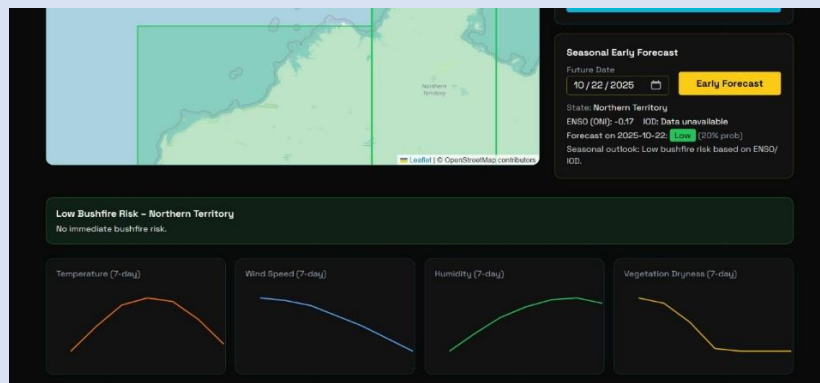 Northern
Territory
Leaflet | © OpenStreetMap contributors
Seasonal Early Forecast
Future Date
10/22/2025
Early Forecast
State: Northern Territory
ENSO (ONI): -0.17 IOD: Data unavailable
Forecast on 2025-10-22: Low (20% prob)
Seasonal outlook: Low bushfire risk based on ENSO/
IOD.
Low Bushfire Risk – Northern Territory
No immediate bushfire risk.
Temperature (7-day)
Wind Speed (7-day)
Humidity (7-day)
Vegetation Dryness (7-day)